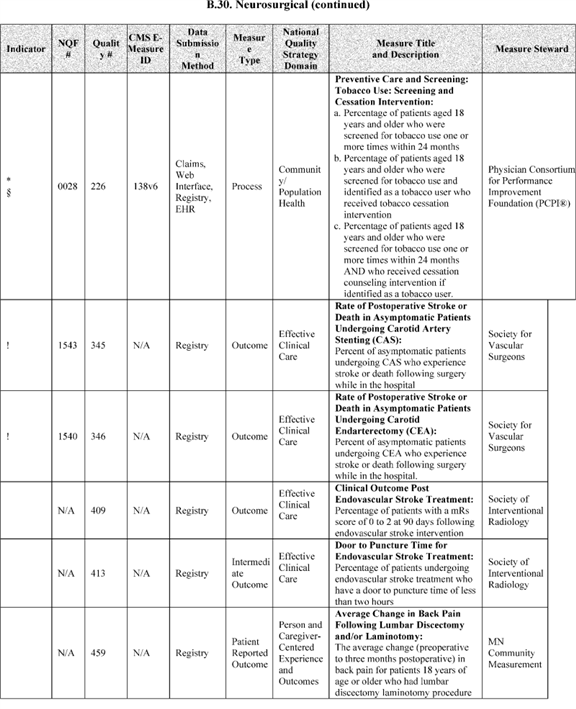 B.30. Neurosurgical (continued)
Indicator
NQF
#
Qualit
y #
CMS E-
Measure
ID
Data
Submissio
n
Method
Measur
e
Type
National
Quality
Strategy
Domain
Measure Title
and Description
Measure Steward
*
§
0028
226
138v6
Claims,
Web
Interface,
Registry,
EHR
Process
Communit
y/
Population
Health
Preventive Care and Screening:
Tobacco Use: Screening and
Cessation Intervention:
a. Percentage of patients aged 18
years and older who were
screened for tobacco use one or
more times within 24 months
b. Percentage of patients aged 18
years and older who were
screened for tobacco use and
identified as a tobacco user who
received tobacco cessation
intervention
c. Percentage of patients aged 18
years and older who were
screened for tobacco use one or
more times within 24 months
AND who received cessation
counseling intervention if
identified as a tobacco user.
Physician Consortium
for Performance
Improvement
Foundation (PCPI®)
!
1543
345
N/A
Registry
Outcome
Effective
Clinical
Care
Rate of Postoperative Stroke or
Death in Asymptomatic Patients
Undergoing Carotid Artery
Stenting (CAS):
Percent of asymptomatic patients
undergoing CAS who experience
stroke or death following surgery
while in the hospital
Society for
Vascular
Surgeons
!
1540
346
N/A
Registry
Outcome
Effective
Clinical
Care
Rate of Postoperative Stroke or
Death in Asymptomatic Patients
Undergoing Carotid
Endarterectomy (CEA):
Percent of asymptomatic patients
undergoing CEA who experience
stroke or death following surgery
while in the hospital.
Society for
Vascular
Surgeons
N/A
409
N/A
Registry
Outcome
Effective
Clinical
Care
Clinical Outcome Post
Endovascular Stroke Treatment:
Percentage of patients with a mRs
score of 0 to 2 at 90 days following
endovascular stroke intervention
Society of
Interventional
Radiology
N/A
413
N/A
Registry
Intermedi
ate
Outcome
Effective
Clinical
Care
Door to Puncture Time for
Endovascular Stroke Treatment:
Percentage of patients undergoing
endovascular stroke treatment who
have a door to puncture time of less
than two hours
Society of
Interventional
Radiology
N/A
459
N/A
Registry
Patient
Reported
Outcome
Person and
Caregiver-
Centered
Experience
and
Outcomes
Average Change in Back Pain
Following Lumbar Discectomy
and/or Laminotomy:
The average change (preoperative
to three months postoperative) in
back pain for patients 18 years of
age or older who had lumbar
discectomy laminotomy procedure
MN
Community
Measurement